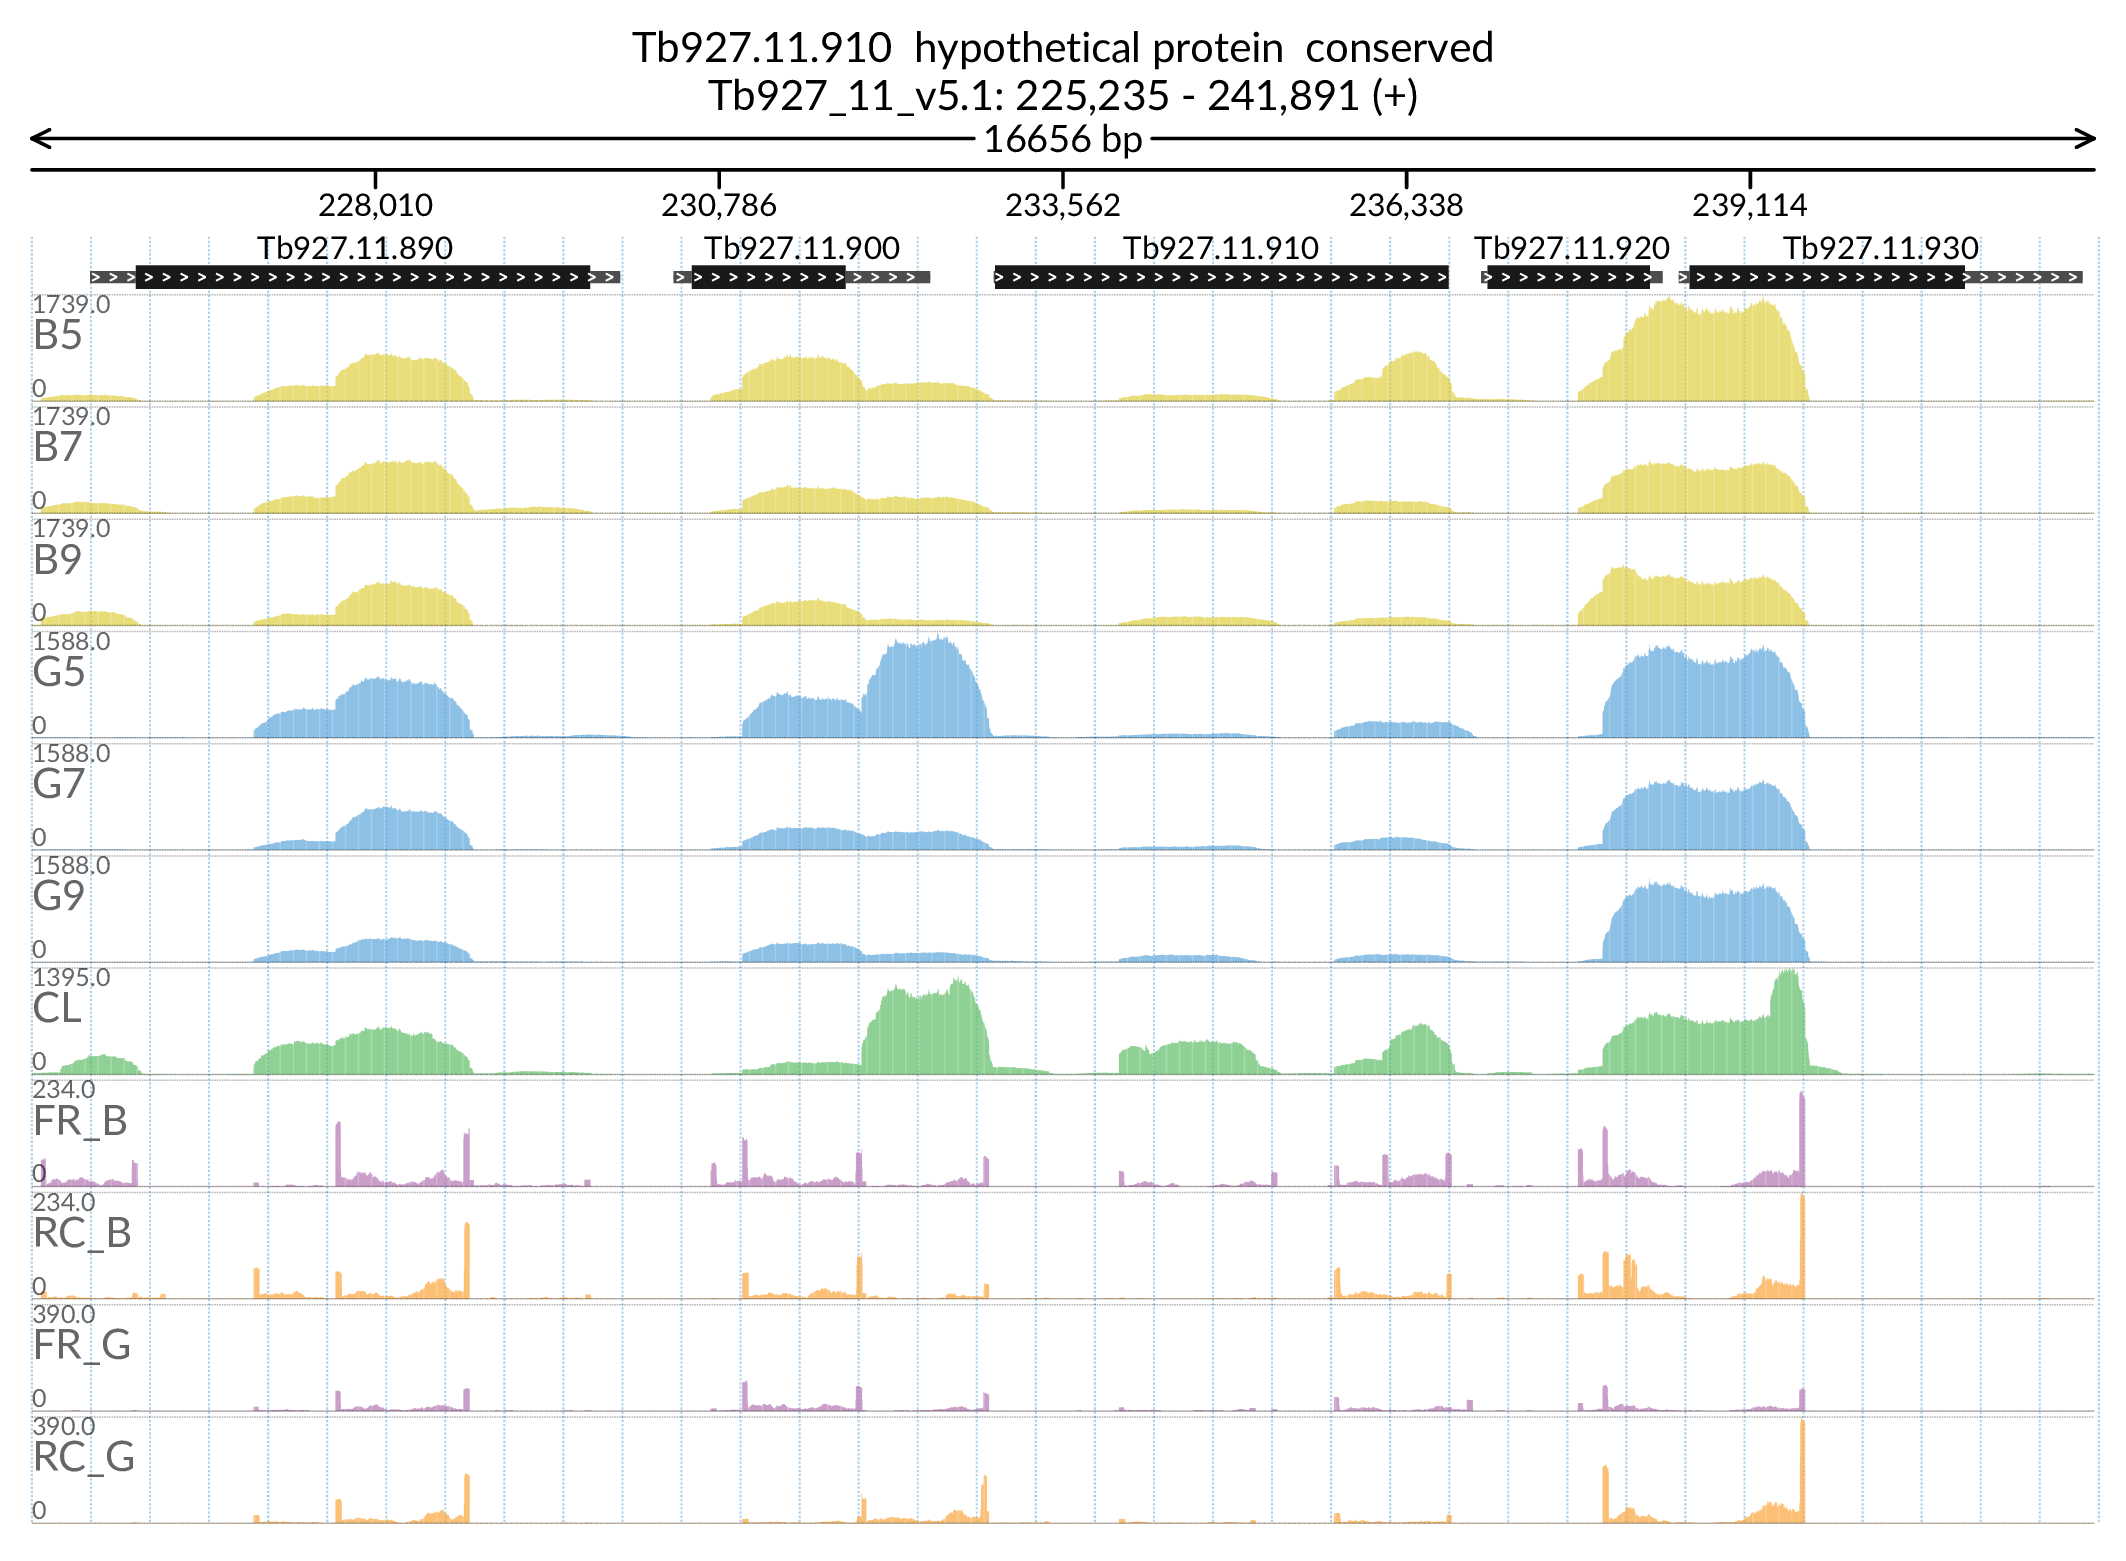 Tb927.11.910  hypothetical protein  conserved
Tb927_11_v5.1: 225,235 - 241,891 (+)
16656 bp
228,010 230,786 233,562 236,338 239,114
Tb927.11.890 Tb927.11.900 Tb927.11.910 Tb927.11.920 Tb927.11.930
1739.0
B5
0
1739.0
B7
0
1739.0
B9
0
1588.0
G5
0
1588.0
G7
0
1588.0
G9
0
1395.0
CL
0
234.0
FR_B
0
234.0
RC_B
0
390.0
FR_G
0
390.0
RC_G
0